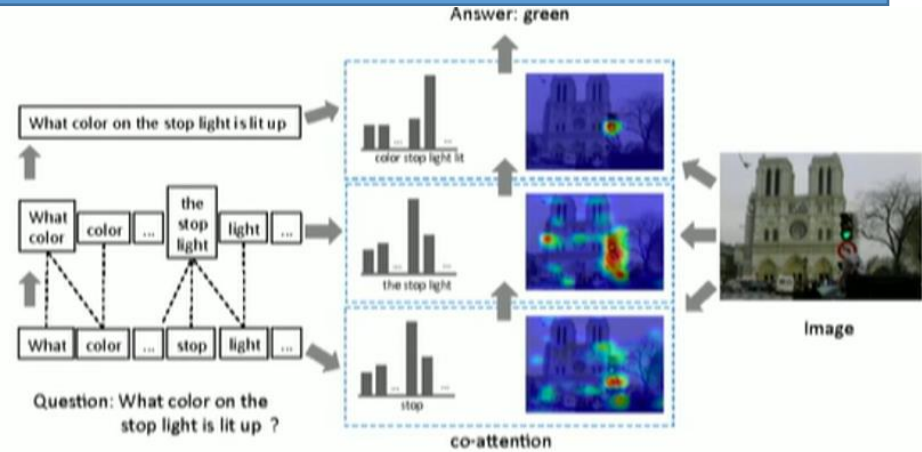 Answer: green
What color on the stop light is lit up
color stop light lit
What
color
color
...
the
stop
light
light
...
the stop light
What
color
...
stop
light
...
stop
Image
Question: What color on the
stop light is lit up ?
co-attention